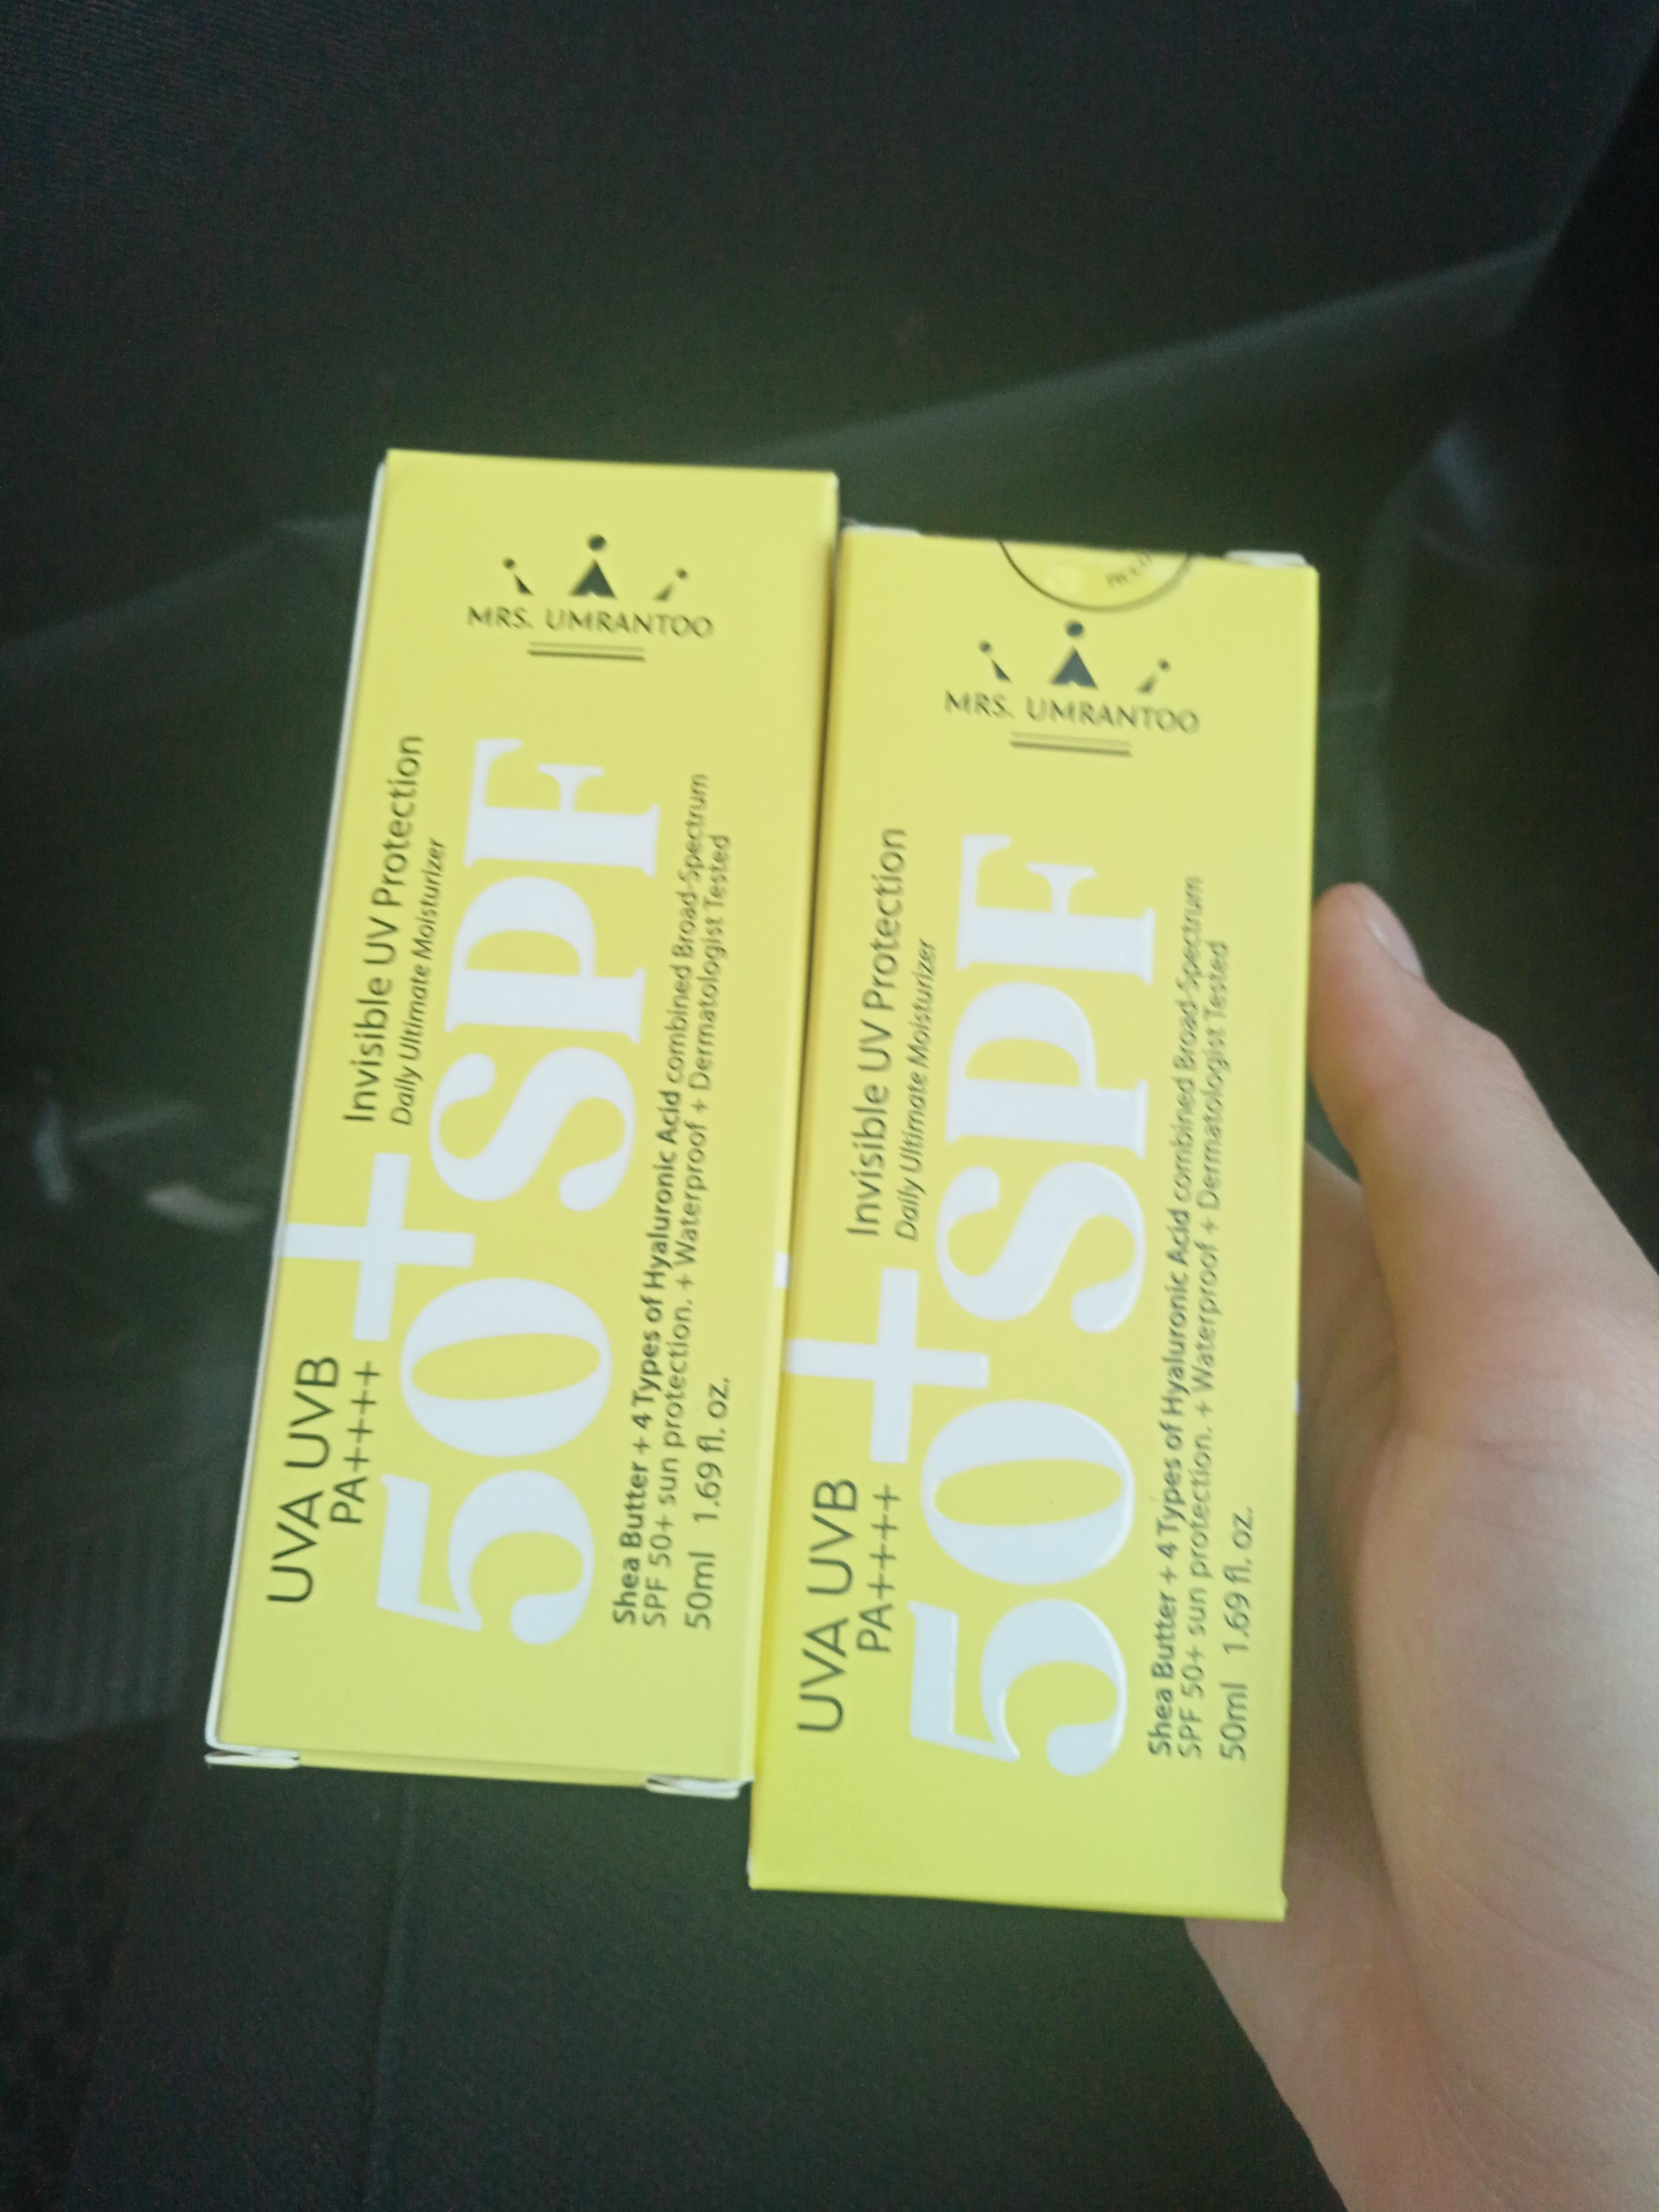 MRS. UMRANTOO
UVA UVB
PA++++
Invisible UV Protection
Daily Ultimate Moisturizer
50+SPF
Shea Butter + 4 Types of Hyaluronic Acid combined Broad-Spectrum
SPF 50+ sun protection. + Waterproof + Dermatologist Tested
50ml 1.69 fl. oz.
MRS. UMRANTOO
UVA UVB
PA++++
Invisible UV Protection
Daily Ultimate Moisturizer
50+SPF
Shea Butter + 4 Types of Hyaluronic Acid combined Broad-Spectrum
SPF 50+ sun protection. + Waterproof + Dermatologist Tested
50ml 1.69 fl. oz.